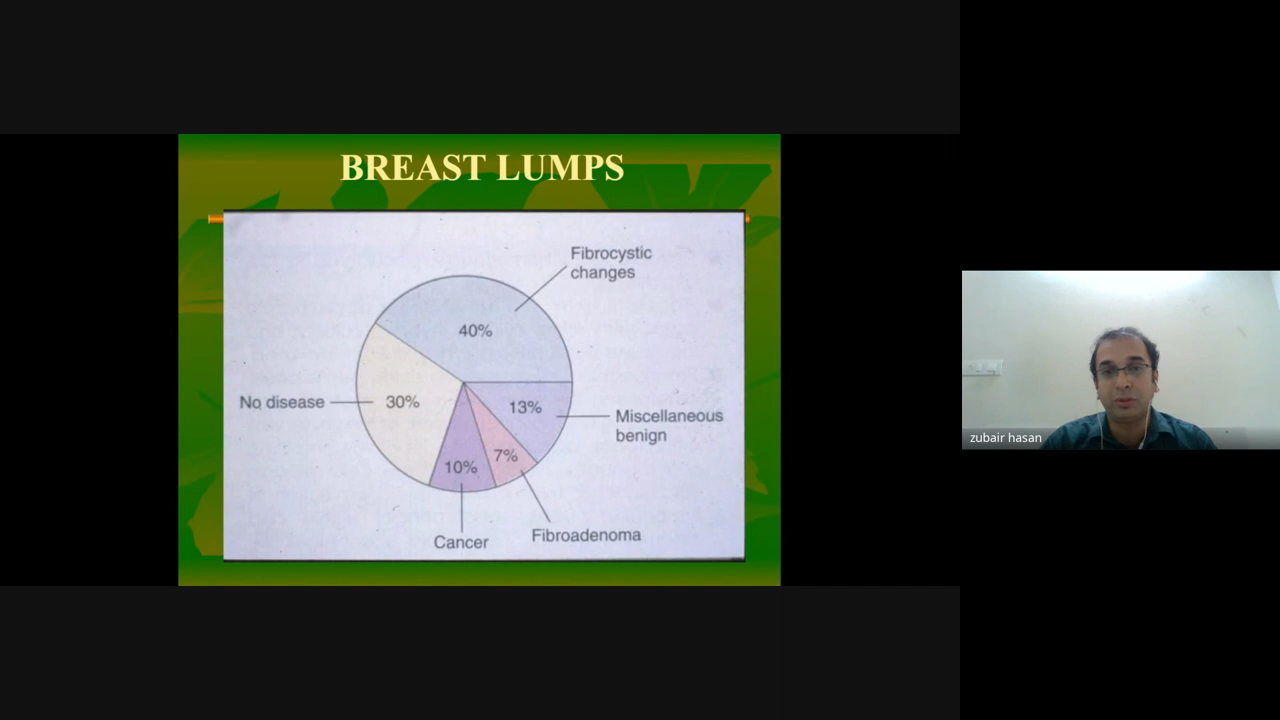 BREAST LUMPS
Fibrocystic
changes
40%
No disease
30%
13%
Miscellaneous
benign
7%
10%
Fibroadenoma
Cancer
zubair hasan